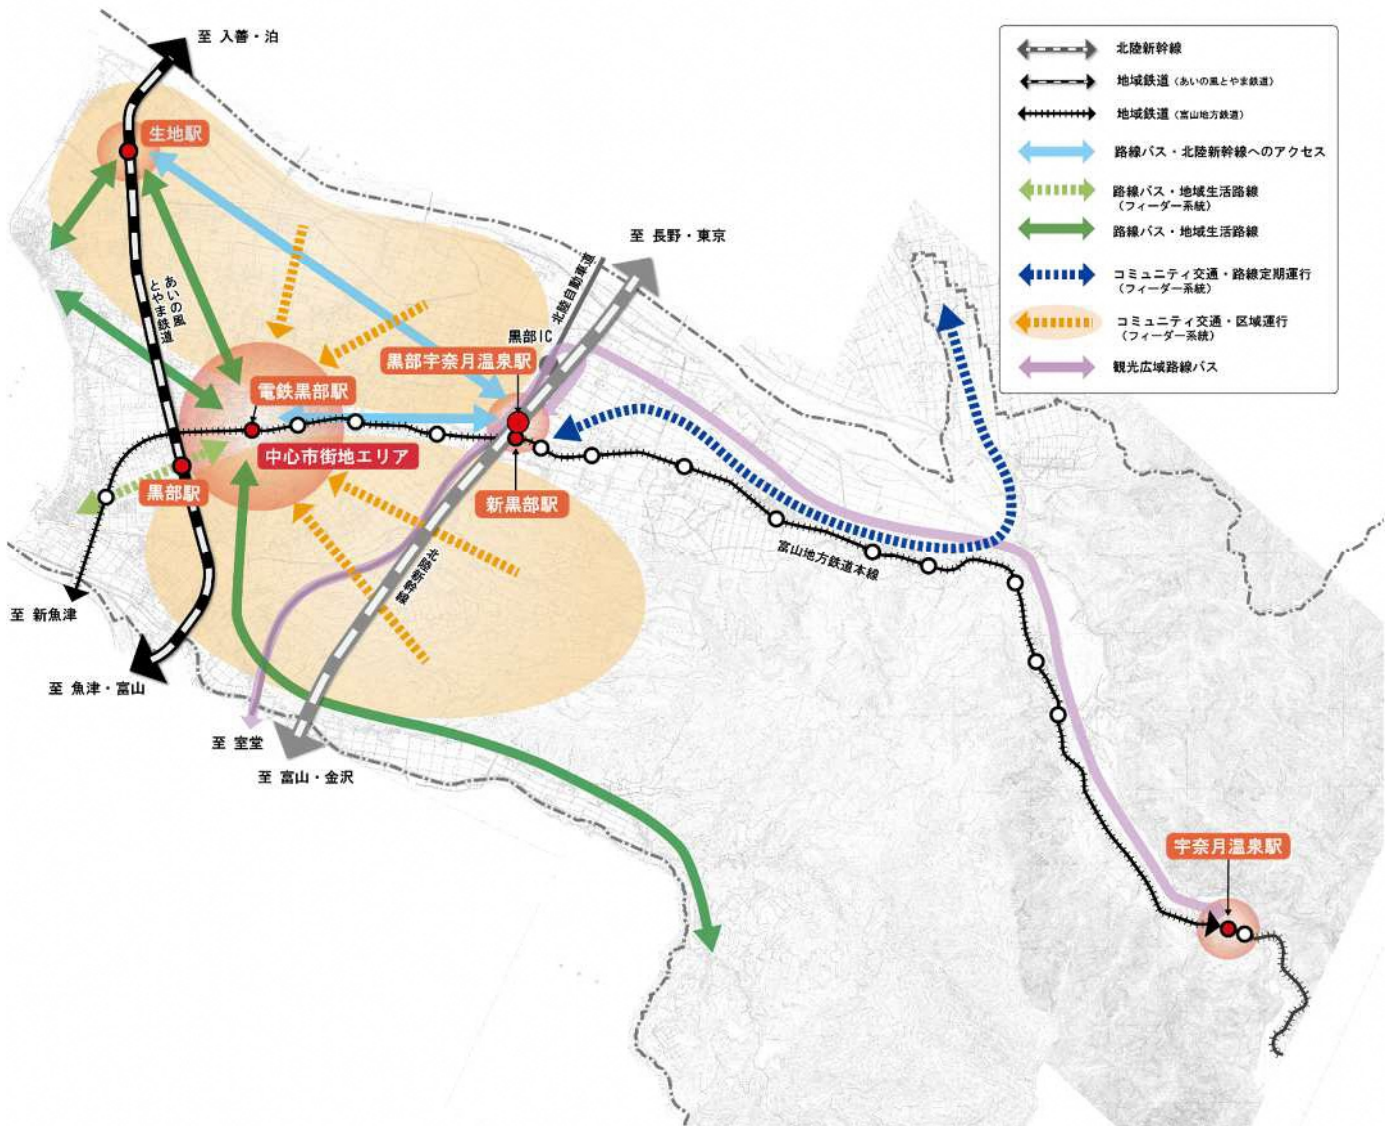 至 入善・泊
生地駅
あいの風
とやま鉄道
至 長野・東京
北陸自動車道
黒部IC
黒部宇奈月温泉駅
電鉄黒部駅
中心市街地エリア
黒部駅
新黒部駅
北陸新幹線
富山地方鉄道本線
至 新魚津
至 魚津・富山
至 室堂
至 富山・金沢
宇奈月温泉駅
北陸新幹線
地域鉄道(あいの風とやま鉄道)
地域鉄道(富山地方鉄道)
路線バス・北陸新幹線へのアクセス
路線バス・地域生活路線
(フィーダー系統)
路線バス・地域生活路線
コミュニティ交通・路線定期運行
(フィーダー系統)
コミュニティ交通・区域運行
(フィーダー系統)
観光広域路線バス